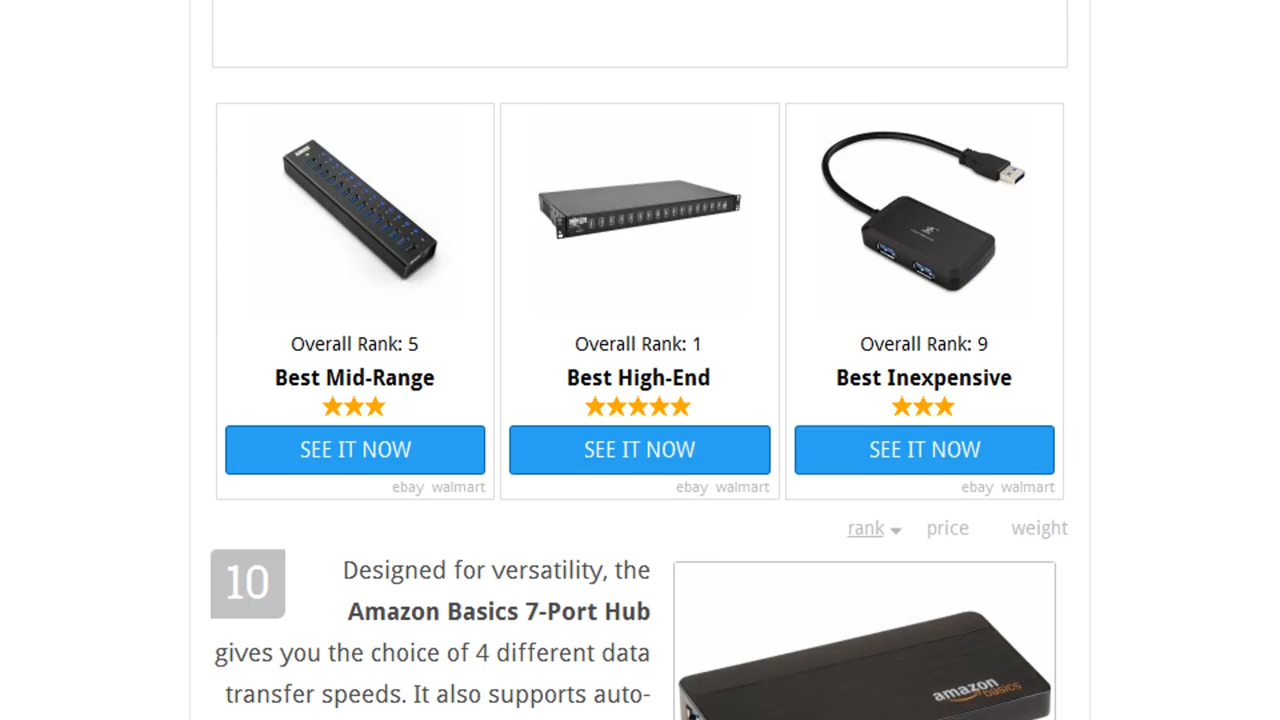 Overall Rank: 5
Best Mid-Range
SEE IT NOW
ebay walmart
Overall Rank: 1
Best High-End
SEE IT NOW
ebay walmart
Overall Rank: 9
Best Inexpensive
SEE IT NOW
ebay walmart
rank price weight
10
Designed for versatility, the
Amazon Basics 7-Port Hub
gives you the choice of 4 different data
transfer speeds. It also supports auto-
amazon
basics